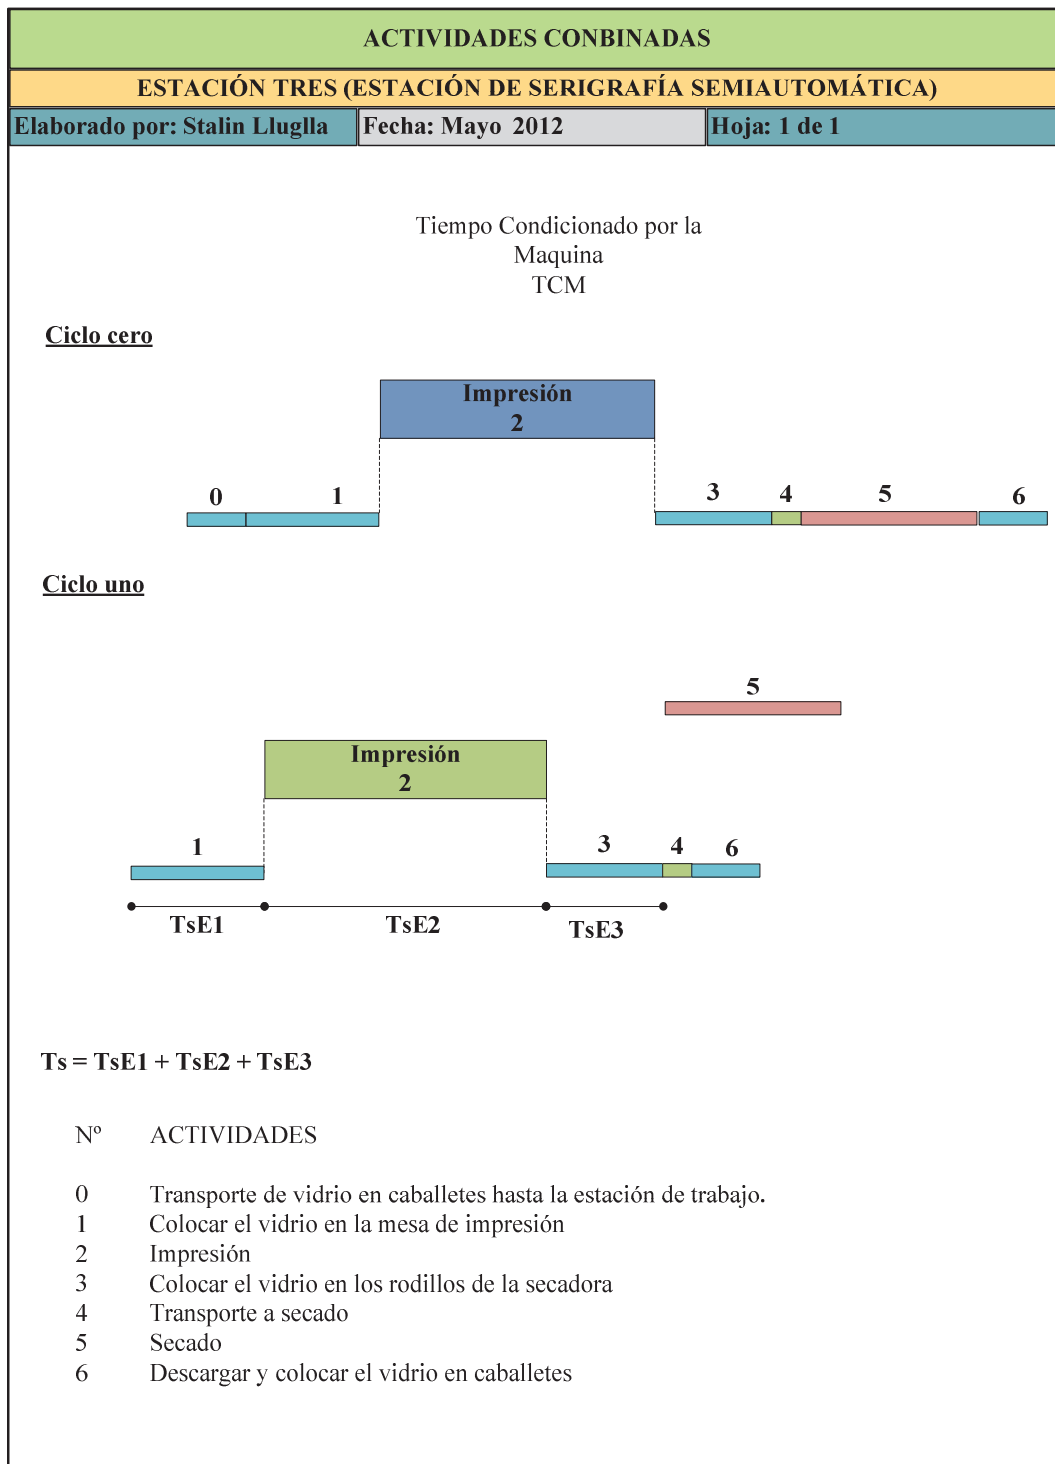 ACTIVIDADES CONBINADAS
ESTACIÓN TRES (ESTACIÓN DE SERIGRAFÍA SEMIAUTOMÁTICA)
Elaborado por: Stalin Lluglla Fecha: Mayo 2012 Hoja: 1 de 1
Tiempo Condicionado por la
Maquina
TCM
Ciclo cero
Impresión
2
0 1 3 4 5 6
Ciclo uno
5
Impresión
2
1 3 4 6
TsE1 TsE2 TsE3
Ts = TsE1 + TsE2 + TsE3
Nº ACTIVIDADES
0 Transporte de vidrio en caballetes hasta la estación de trabajo.
1 Colocar el vidrio en la mesa de impresión
2 Impresión
3 Colocar el vidrio en los rodillos de la secadora
4 Transporte a secado
5 Secado
6 Descargar y colocar el vidrio en caballetes